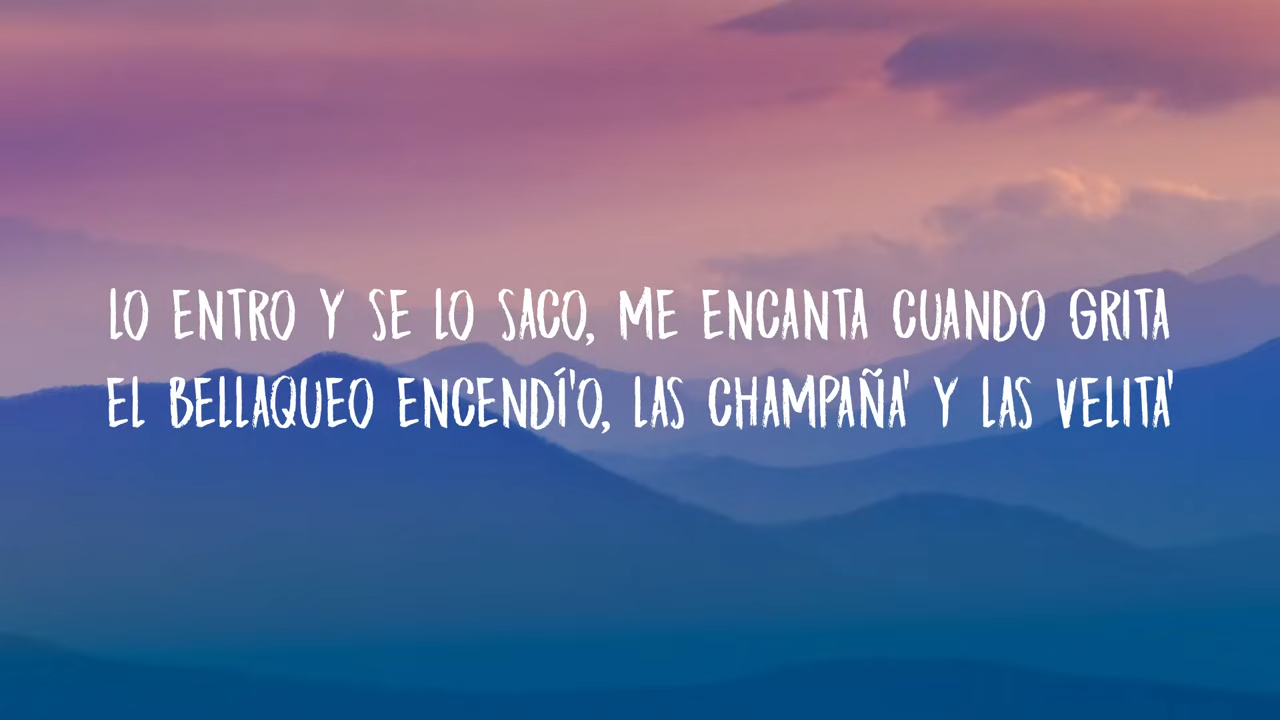 LO ENTRO Y SE LO SACO, ME ENCANTA CUANDO GRITA
EL BELLAQUEO ENCENDÍ'O, LAS CHAMPAÑA' Y LAS VELITA'